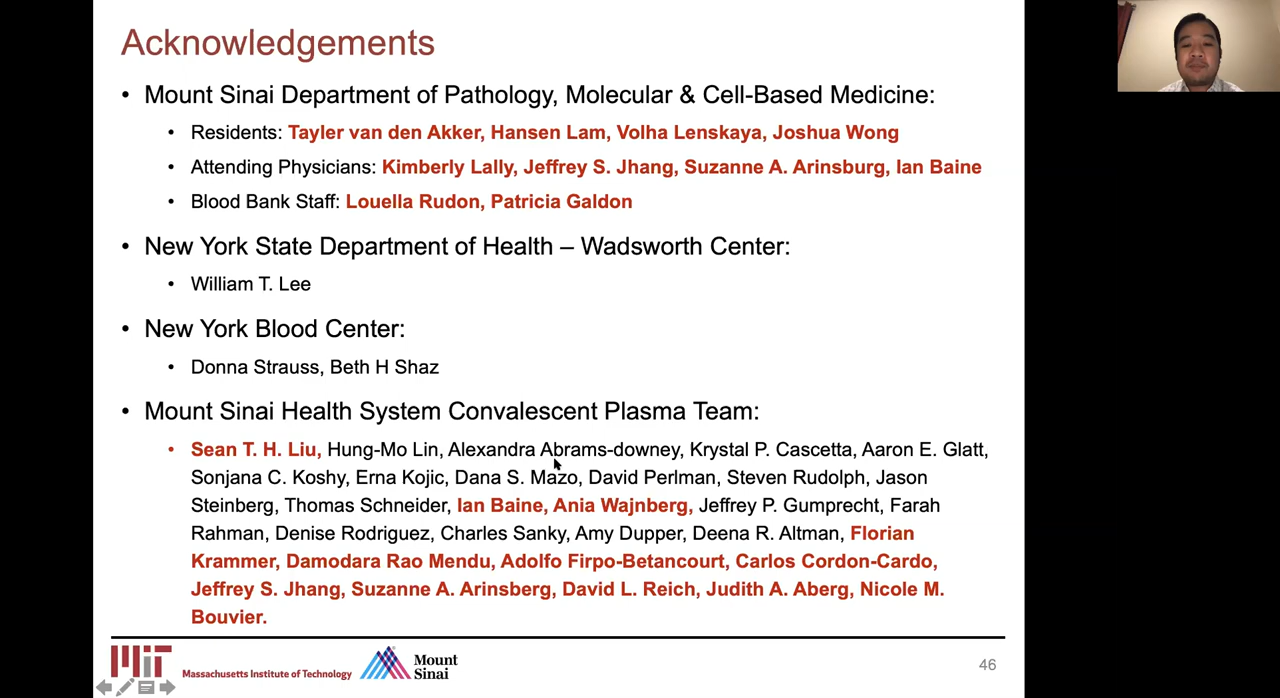 Acknowledgements
• Mount Sinai Department of Pathology, Molecular & Cell-Based Medicine:
• Residents: Tayler van den Akker, Hansen Lam, Volha Lenskaya, Joshua Wong
• Attending Physicians: Kimberly Lally, Jeffrey S. Jhang, Suzanne A. Arinsburg, Ian Baine
• Blood Bank Staff: Louella Rudon, Patricia Galdon
• New York State Department of Health – Wadsworth Center:
• William T. Lee
• New York Blood Center:
• Donna Strauss, Beth H Shaz
• Mount Sinai Health System Convalescent Plasma Team:
• Sean T. H. Liu, Hung-Mo Lin, Alexandra Abrams-downey, Krystal P. Cascetta, Aaron E. Glatt,
Sonjana C. Koshy, Erna Kojic, Dana S. Mazo, David Perlman, Steven Rudolph, Jason
Steinberg, Thomas Schneider, Ian Baine, Ania Wajnberg, Jeffrey P. Gumprecht, Farah
Rahman, Denise Rodriguez, Charles Sanky, Amy Dupper, Deena R. Altman, Florian
Krammer, Damodara Rao Mendu, Adolfo Firpo-Betancourt, Carlos Cordon-Cardo,
Jeffrey S. Jhang, Suzanne A. Arinsberg, David L. Reich, Judith A. Aberg, Nicole M.
Bouvier.
MIT Massachusetts Institute of Technology
Mount
Sinai
46